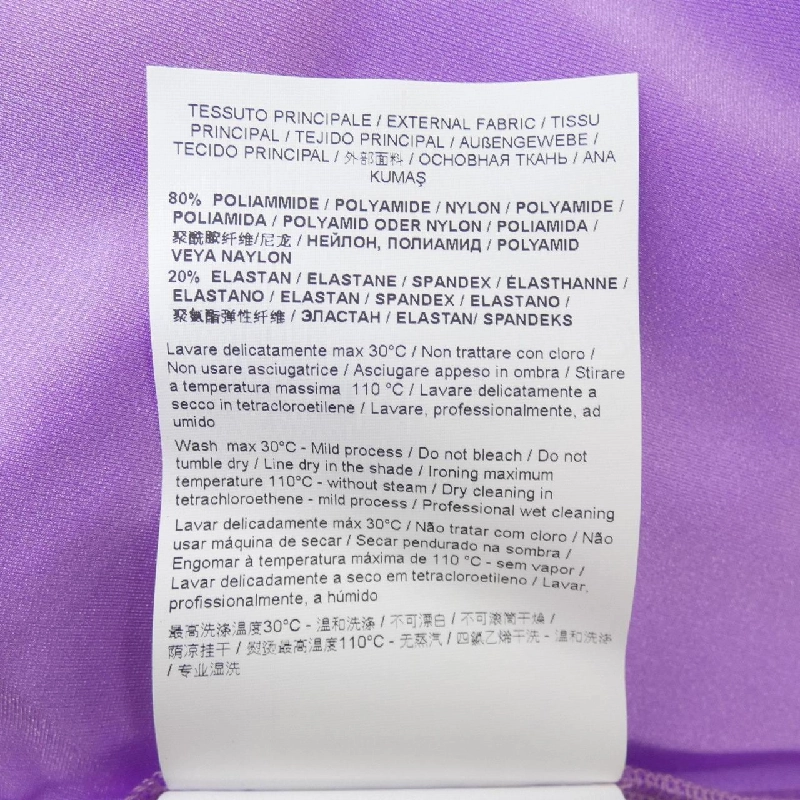 TESSUTO PRINCIPALE / EXTERNAL FABRIC / TISSU
PRINCIPAL / TEJIDO PRINCIPAL / AUßENGEWEBE /
TECIDO PRINCIPAL / 外部面料 / ОСНОВНАЯ ТКАНЬ / ANA
KUMAŞ
80% POLIAMMIDE / POLYAMIDE / NYLON / POLYAMIDE /
POLIAMIDA / POLYAMID ODER NYLON / POLIAMIDA /
聚酰胺纤维/尼龙 / НЕЙЛОН, ПОЛИАМИД / POLYAMID
VEYA NAYLON
20% ELASTAN / ELASTANE / SPANDEX / ÉLASTHANNE /
ELASTANO / ELASTAN / SPANDEX / ELASTANO /
聚氨酯弹性纤维 / ЭЛАСТАН / ELASTAN/ SPANDEKS
Lavare delicatamente max 30°C / Non trattare con cloro /
Non usare asciugatrice / Asciugare appeso in ombra / Stirare
a temperatura massima 110 °C / Lavare delicatamente a
secco in tetracloroetilene / Lavare, professionalmente, ad
umido
Wash max 30°C - Mild process / Do not bleach / Do not
tumble dry / Line dry in the shade / Ironing maximum
temperature 110°C - without steam / Dry cleaning in
tetrachloroethene - mild process / Professional wet cleaning
Lavar delicadamente máx 30°C / Não tratar com cloro / Não
usar máquina de secar / Secar pendurado na sombra /
Engomar à temperatura máxima de 110 °C - sem vapor /
Lavar delicadamente a seco em tetracloroetileno / Lavar,
profissionalmente, a húmido
最高洗涤温度30°C - 温和洗涤 / 不可漂白 / 不可滚筒干燥 /
荫凉挂干 / 熨烫最高温度110°C - 无蒸汽 / 四氯乙烯干洗 - 温和洗涤
/ 专业湿洗